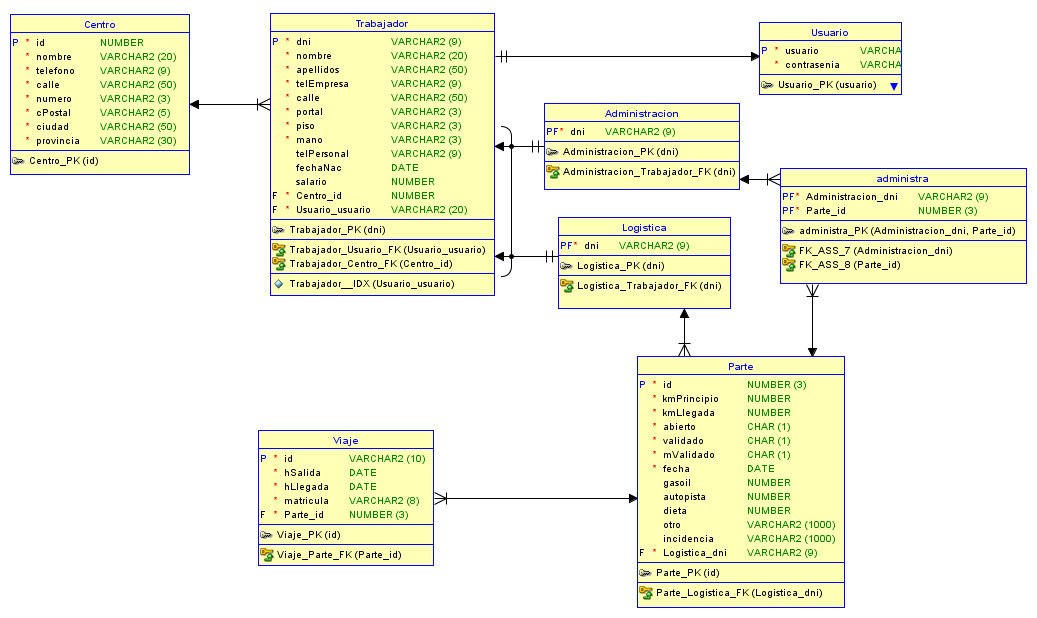 Centro
P * id NUMBER
* nombre VARCHAR2 (20)
* telefono VARCHAR2 (9)
* calle VARCHAR2 (50)
* numero VARCHAR2 (3)
* cPostal VARCHAR2 (5)
* ciudad VARCHAR2 (50)
* provincia VARCHAR2 (30)
Centro_PK (id)
Trabajador
P * dni VARCHAR2 (9)
* nombre VARCHAR2 (20)
* apellidos VARCHAR2 (50)
* telEmpresa VARCHAR2 (9)
* calle VARCHAR2 (50)
* portal VARCHAR2 (3)
* piso VARCHAR2 (3)
* mano VARCHAR2 (3)
telPersonal VARCHAR2 (9)
fechaNac DATE
salario NUMBER
F * Centro_id NUMBER
F * Usuario_usuario VARCHAR2 (20)
Trabajador_PK (dni)
Trabajador_Usuario_FK (Usuario_usuario)
Trabajador_Centro_FK (Centro_id)
Trabajador__IDX (Usuario_usuario)
Usuario
P * usuario VARCHA
* contrasenia VARCHA
Usuario_PK (usuario)
Administracion
PF* dni VARCHAR2 (9)
Administracion_PK (dni)
Administracion_Trabajador_FK (dni)
administra
PF* Administracion_dni VARCHAR2 (9)
PF* Parte_id NUMBER (3)
administra_PK (Administracion_dni, Parte_id)
FK_ASS_7 (Administracion_dni)
FK_ASS_8 (Parte_id)
Logistica
PF* dni VARCHAR2 (9)
Logistica_PK (dni)
Logistica_Trabajador_FK (dni)
Parte
P * id NUMBER (3)
* kmPrincipio NUMBER
* kmLlegada NUMBER
* abierto CHAR (1)
* validado CHAR (1)
* mValidado CHAR (1)
* fecha DATE
gasoil NUMBER
autopista NUMBER
dieta NUMBER
otro VARCHAR2 (1000)
incidencia VARCHAR2 (1000)
F * Logistica_dni VARCHAR2 (9)
Parte_PK (id)
Parte_Logistica_FK (Logistica_dni)
Viaje
P * id VARCHAR2 (10)
* hSalida DATE
* hLlegada DATE
* matricula VARCHAR2 (8)
F * Parte_id NUMBER (3)
Viaje_PK (id)
Viaje_Parte_FK (Parte_id)